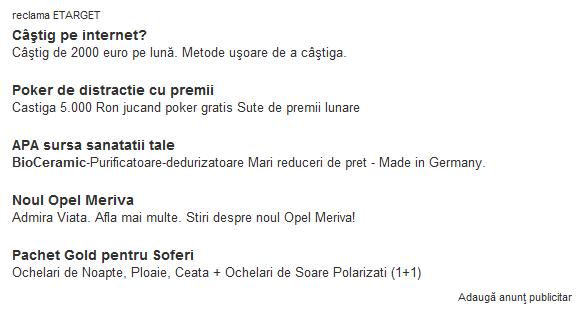 reclama ETARGET
Câştig pe internet?
Câştig de 2000 euro pe lună. Metode uşoare de a câştiga.
Poker de distractie cu premii
Castiga 5.000 Ron jucand poker gratis Sute de premii lunare
APA sursa sanatatii tale
BioCeramic-Purificatoare-dedurizatoare Mari reduceri de pret - Made in Germany.
Noul Opel Meriva
Admira Viata. Afla mai multe. Stiri despre noul Opel Meriva!
Pachet Gold pentru Soferi
Ochelari de Noapte, Ploaie, Ceata + Ochelari de Soare Polarizati (1+1)
Adaugă anunţ publicitar